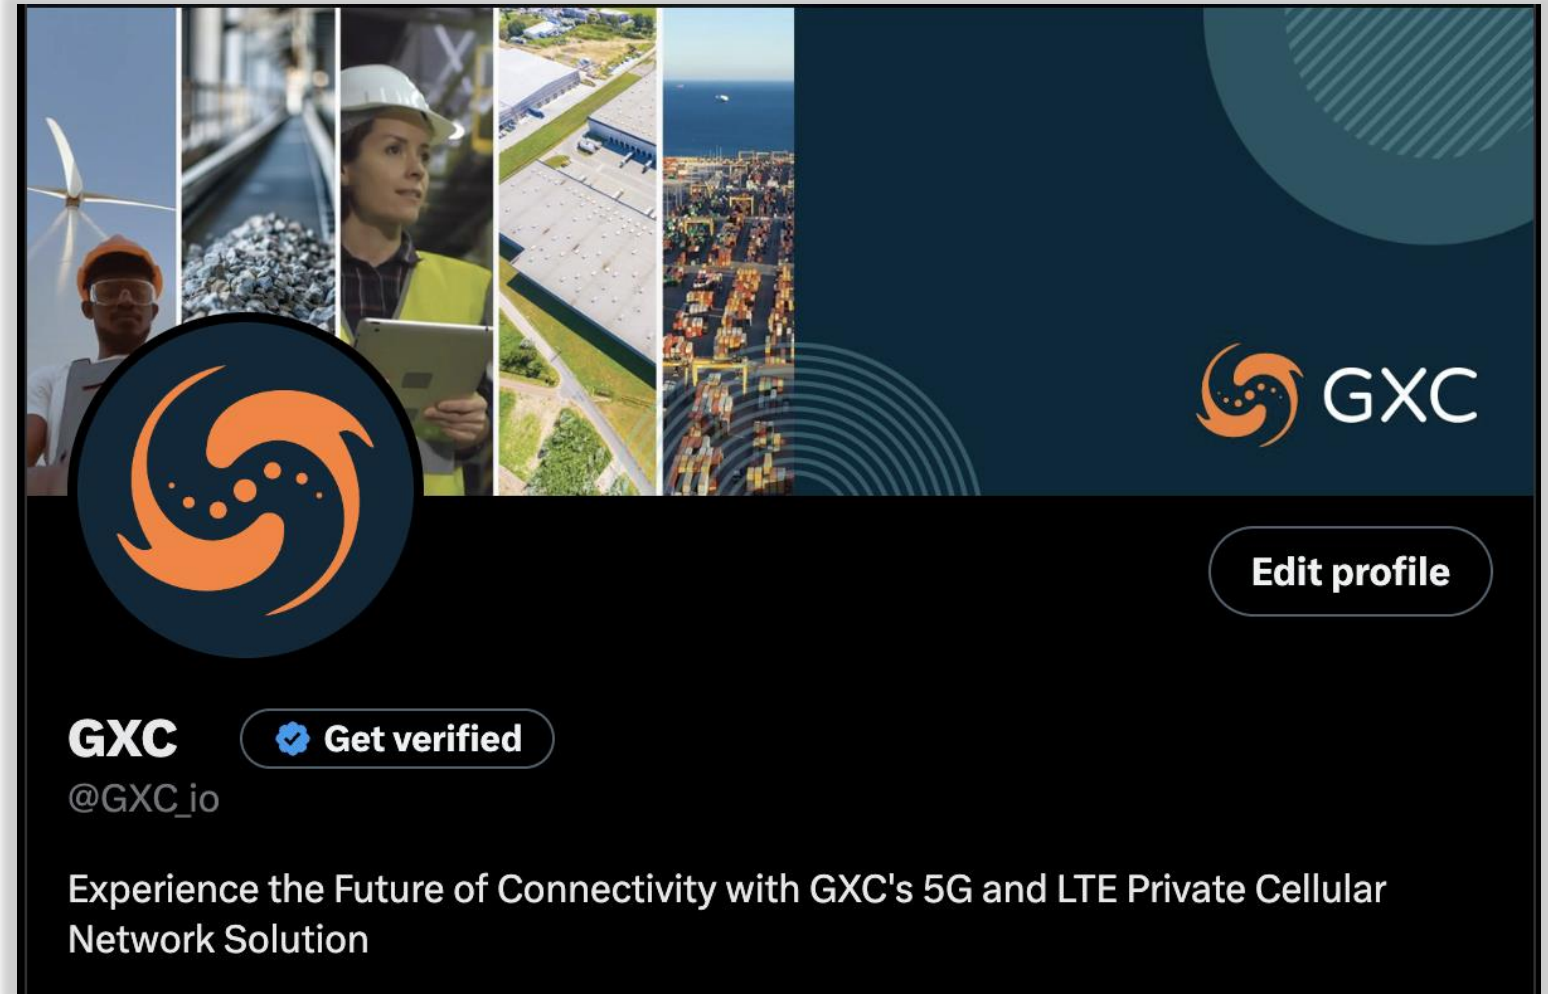 GXC
Edit profile
GXC
Get verified
@GXC_io
Experience the Future of Connectivity with GXC's 5G and LTE Private Cellular
Network Solution